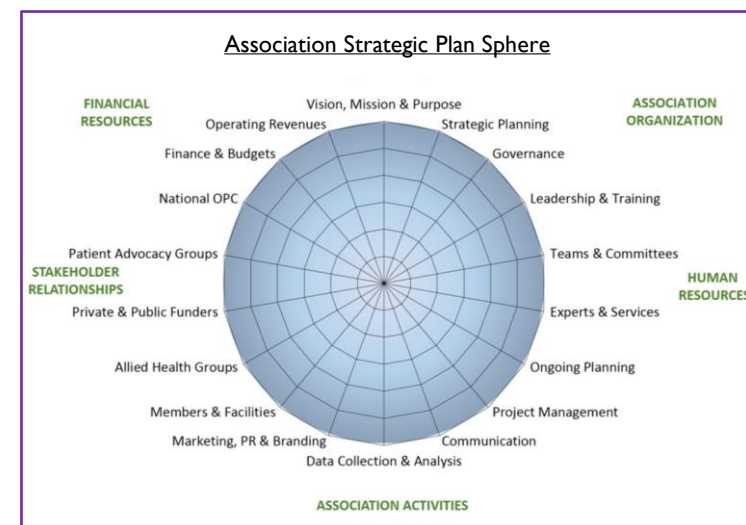 Association Strategic Plan Sphere
FINANCIAL
RESOURCES
ASSOCIATION
ORGANIZATION
Vision, Mission & Purpose
Operating Revenues
Strategic Planning
Finance & Budgets
Governance
National OPC
Leadership & Training
Patient Advocacy Groups
Teams & Committees
STAKEHOLDER
RELATIONSHIPS
HUMAN
RESOURCES
Private & Public Funders
Experts & Services
Allied Health Groups
Ongoing Planning
Members & Facilities
Project Management
Marketing, PR & Branding
Communication
Data Collection & Analysis
ASSOCIATION ACTIVITIES